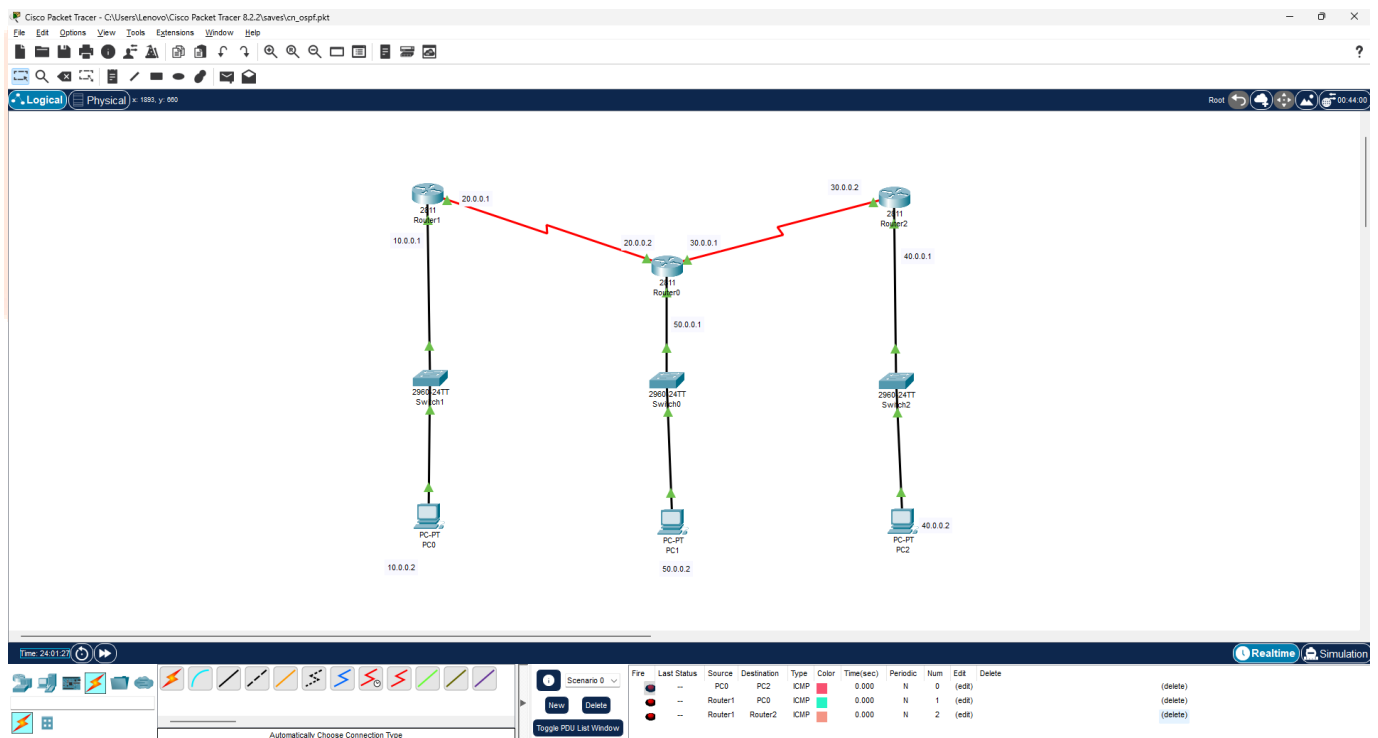 Cisco Packet Tracer - C:\Users\Lenovo\Cisco Packet Tracer 8.2.2\saves\cn_ospf.pkt
File Edit Options View Tools Extensions Window Help
?
Logical Physical x: 1893, y: 660 Root 00:44:00
30.0.0.2
20.0.0.1
2811
Router1
2811
Router2
10.0.0.1
20.0.0.2 30.0.0.1
40.0.0.1
2811
Router0
50.0.0.1
2960-24TT
Switch1
2960-24TT
Switch0
2960-24TT
Switch2
40.0.0.2
PC-PT
PC0
PC-PT
PC1
PC-PT
PC2
10.0.0.2
50.0.0.2
Time: 24:01:27 Realtime Simulation
Scenario 0
New Delete
Toggle PDU List Window
Fire Last Status Source Destination Type Color Time(sec) Periodic Num Edit Delete
-- PC0 PC2 ICMP 0.000 N 0 (edit) (delete)
-- Router1 PC0 ICMP 0.000 N 1 (edit) (delete)
-- Router1 Router2 ICMP 0.000 N 2 (edit) (delete)
Automatically Choose Connection Type